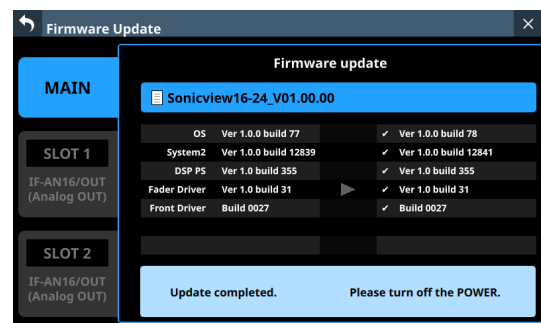 Firmware Update
MAIN
SLOT 1
IF-AN16/OUT
(Analog OUT)
SLOT 2
IF-AN16/OUT
(Analog OUT)
Firmware update
Sonicview16-24_V01.00.00
OS Ver 1.0.0 build 77 ✔ Ver 1.0.0 build 78
System2 Ver 1.0.0 build 12839 ✔ Ver 1.0.0 build 12841
DSP PS Ver 1.0 build 355 ✔ Ver 1.0 build 355
Fader Driver Ver 1.0 build 31 ▶ ✔ Ver 1.0 build 31
Front Driver Build 0027 ✔ Build 0027
Update completed. Please turn off the POWER.